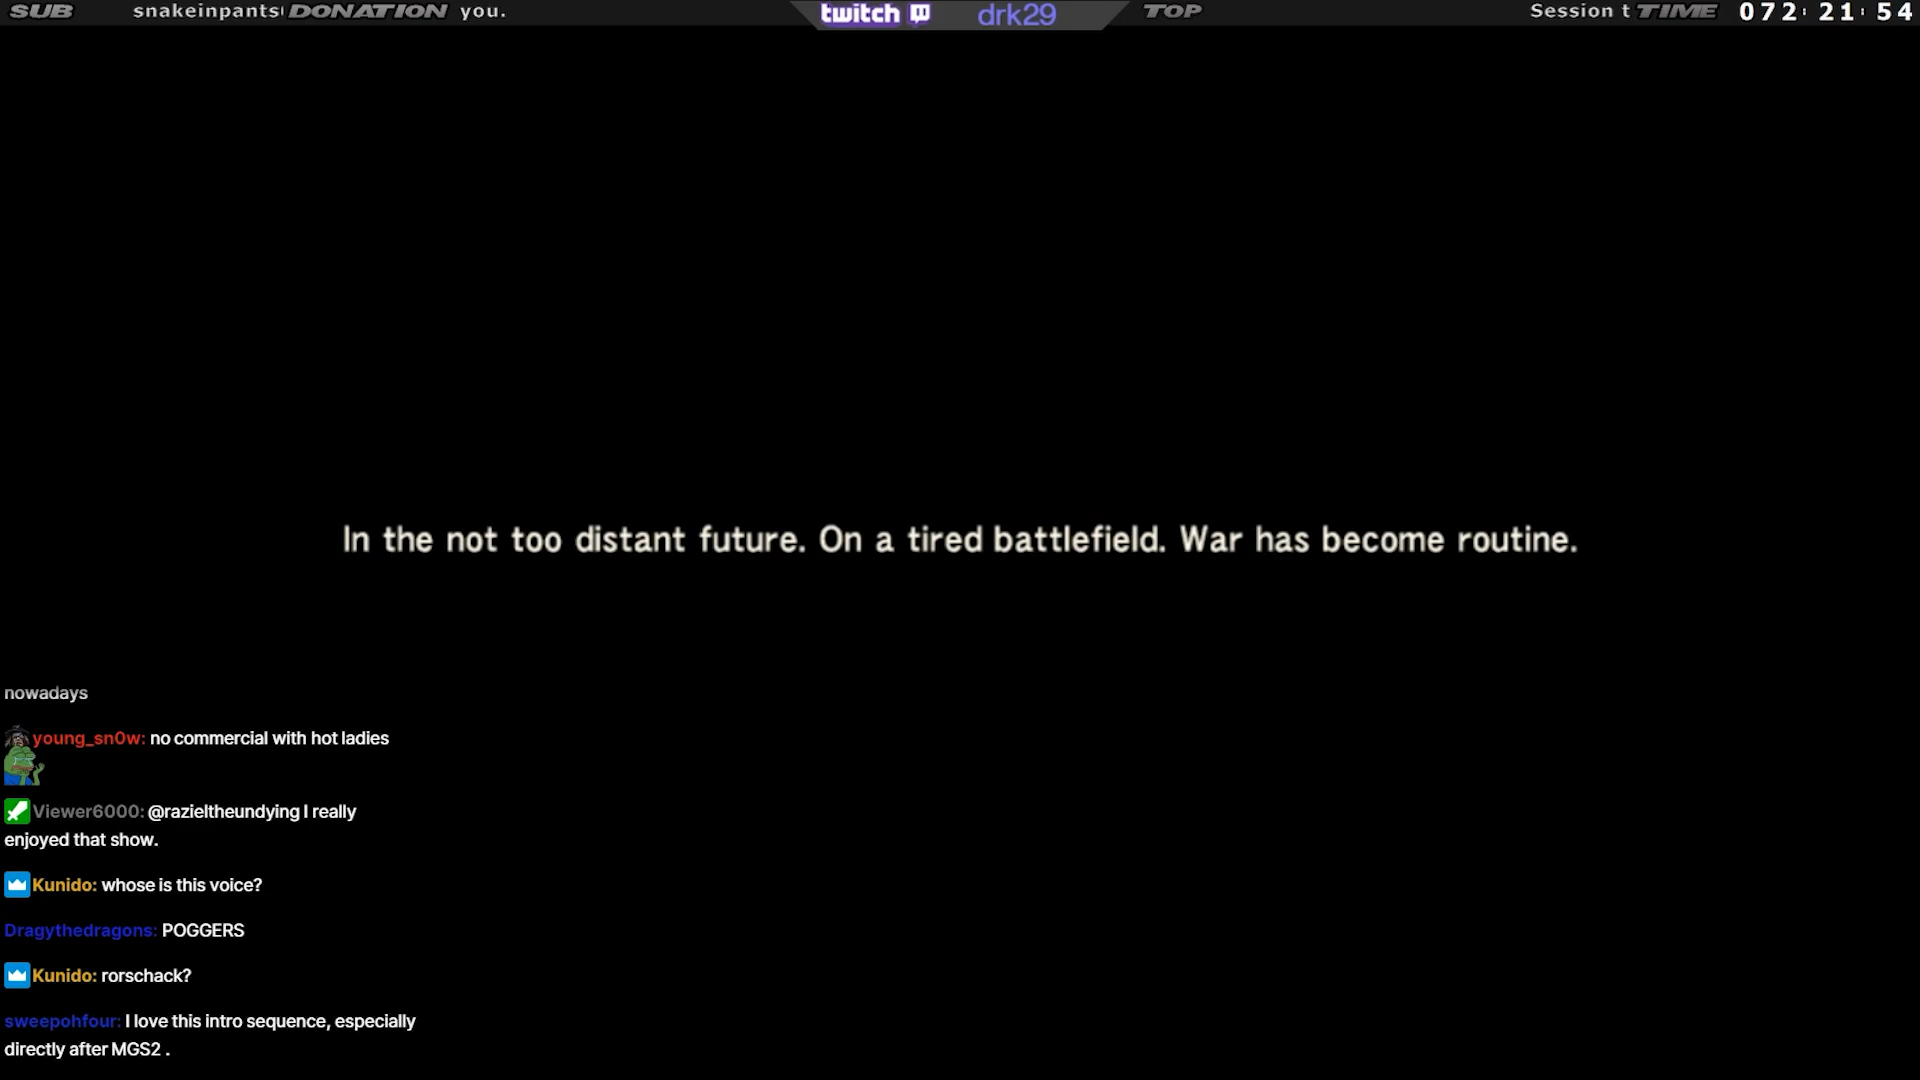 SUB snakeinpants DONATION you. twitch drk29 TOP Session t TIME 072:21:54
In the not too distant future. On a tired battlefield. War has become routine.
nowadays
young_sn0w: no commercial with hot ladies
Viewer6000: @razieltheundying I really
enjoyed that show.
Kunido: whose is this voice?
Dragythedragons: POGGERS
Kunido: rorschack?
sweepohfour: I love this intro sequence, especially
directly after MGS2 .